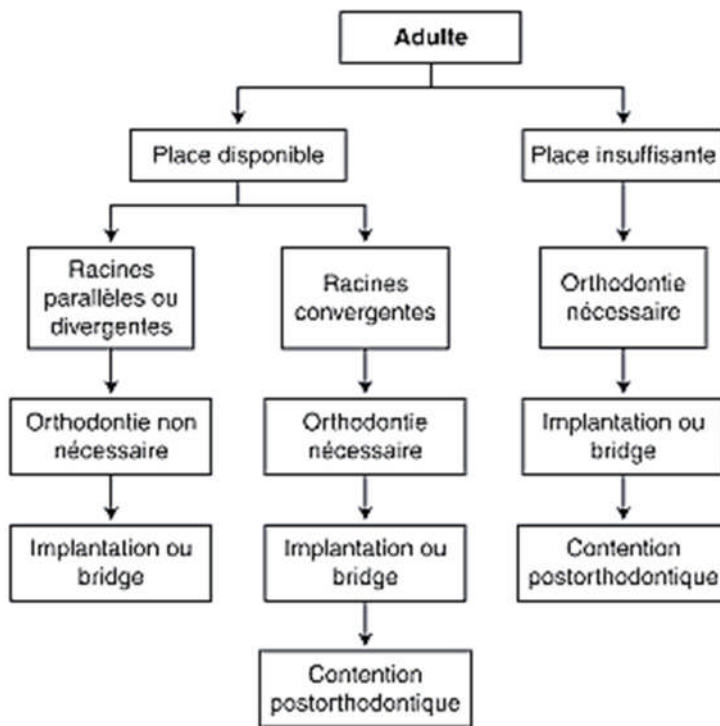 Adulte
Place disponible
Place insuffisante
Racines
parallèles ou
divergentes
Racines
convergentes
Orthodontie
nécessaire
Orthodontie non
nécessaire
Orthodontie
nécessaire
Implantation ou
bridge
Implantation ou
bridge
Implantation ou
bridge
Contention
postorthodontique
Contention
postorthodontique